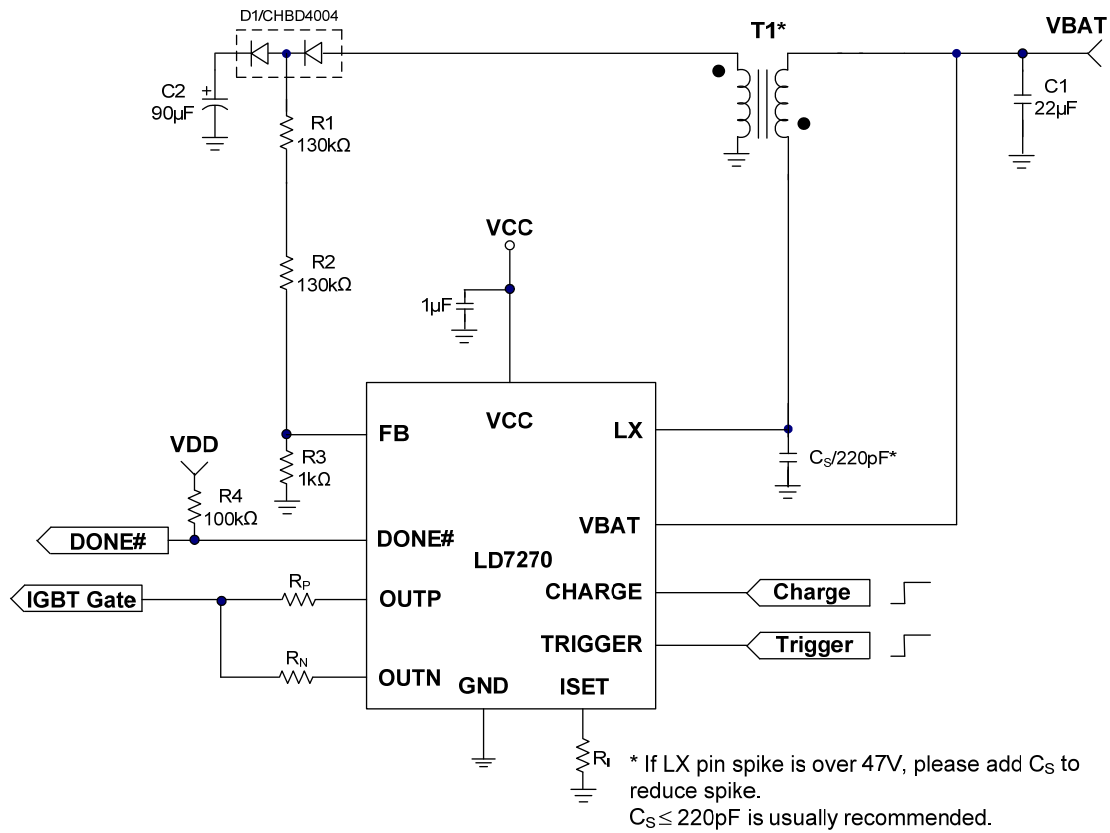 D1/CHBD4004
T1*
VBAT
C2
90µF
+
R1
130kΩ
C1
22µF
VCC
R2
130kΩ
1µF
VCC
FB
LX
VDD
R3
1kΩ
CS/220pF*
R4
100kΩ
VBAT
DONE#
DONE#
LD7270
IGBT Gate
RP
OUTP
CHARGE
Charge
TRIGGER
Trigger
RN
OUTN
GND
ISET
RI
* If LX pin spike is over 47V, please add CS to
reduce spike.
CS ≤ 220pF is usually recommended.